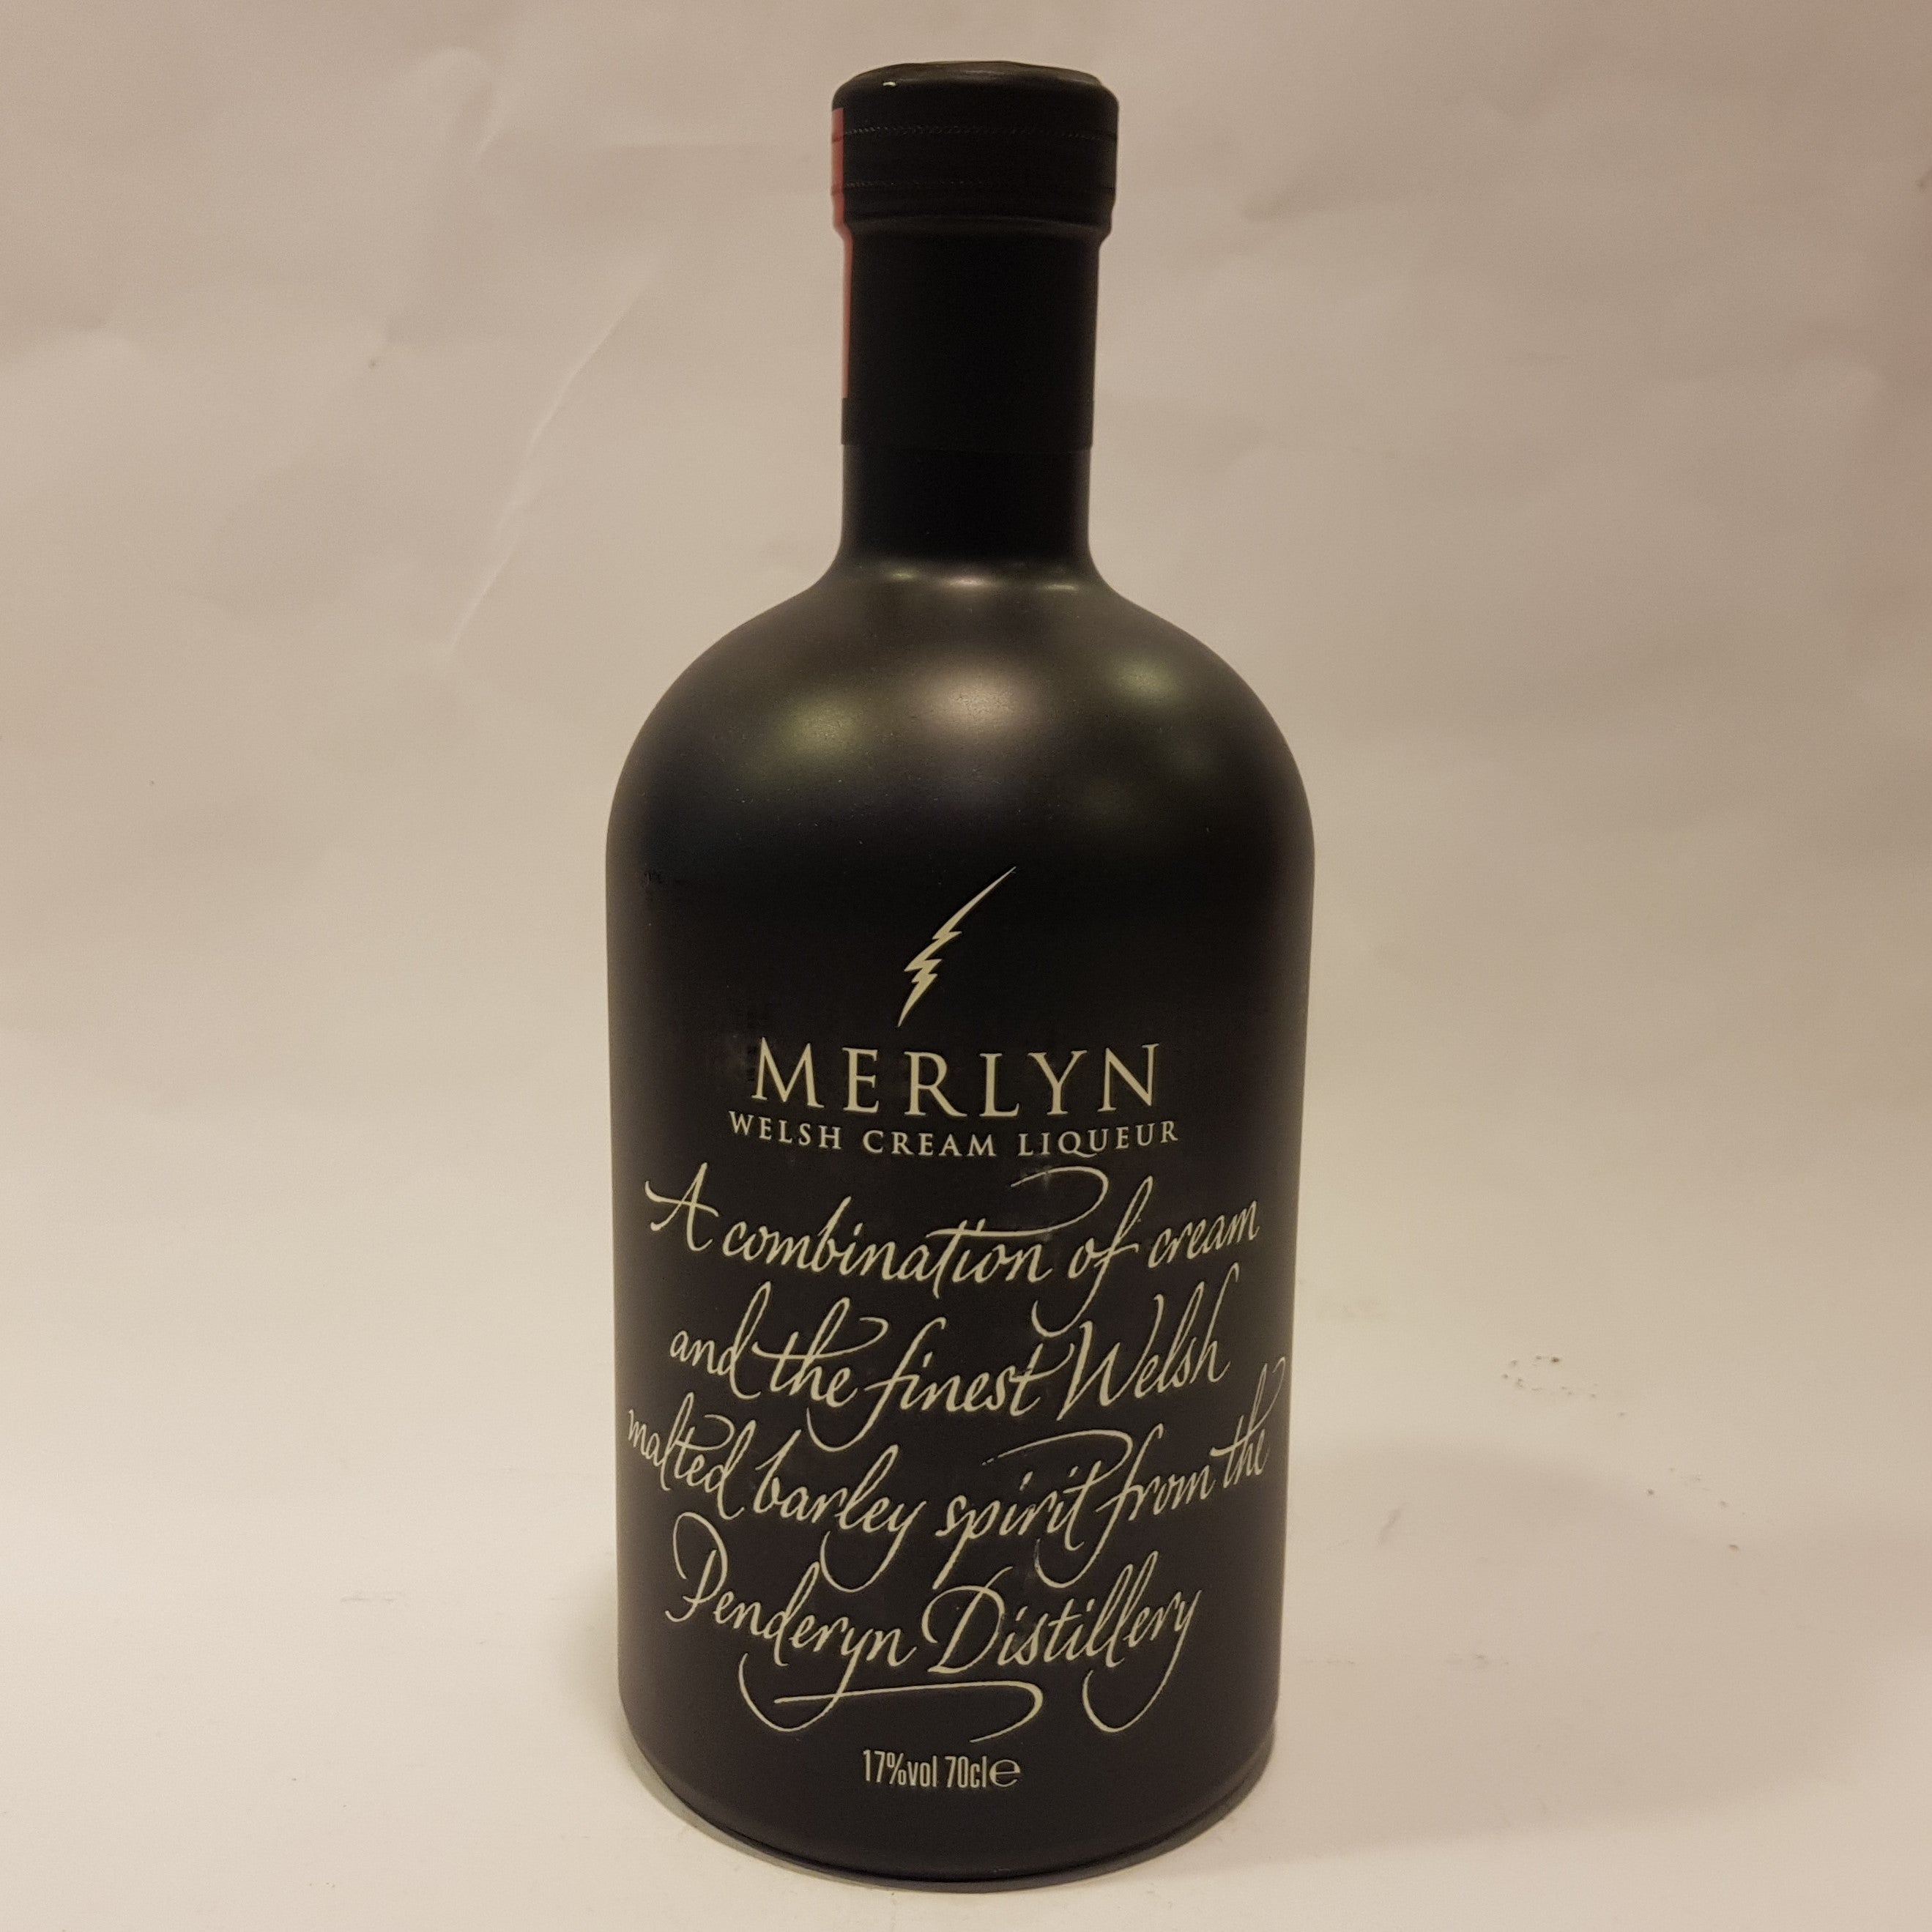 MERLYN
WELSH CREAM LIQUEUR
A combination of cream
and the finest Welsh
malted barley spirit from the
Penderyn Distillery
17%vol 70cl℮